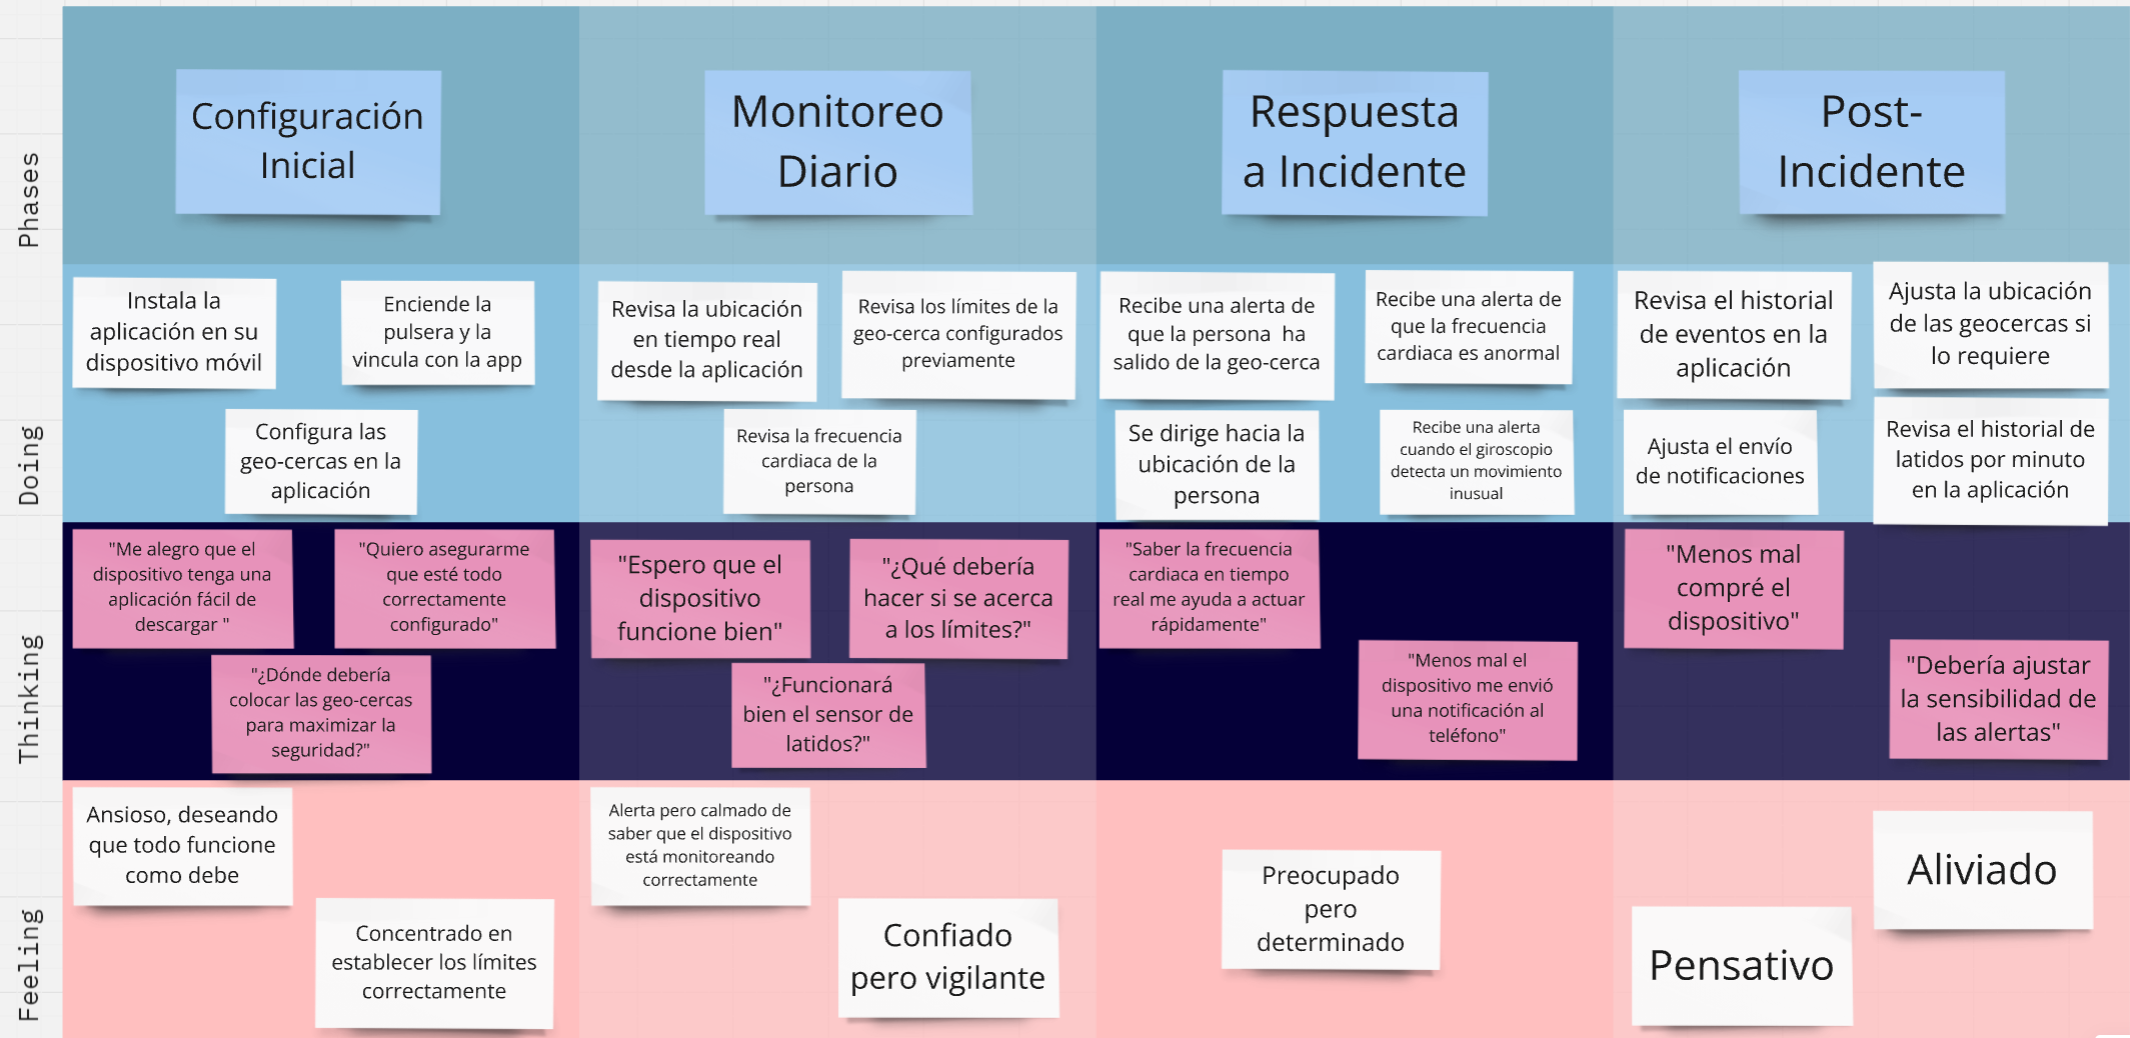 Phases
Configuración
Inicial
Monitoreo
Diario
Respuesta
a Incidente
Post-
Incidente
Doing
Instala la
aplicación en su
dispositivo móvil
Enciende la
pulsera y la
vincula con la app
Configura las
geo-cercas en la
aplicación
Revisa la ubicación
en tiempo real
desde la aplicación
Revisa los límites de la
geo-cerca configurados
previamente
Revisa la frecuencia
cardiaca de la
persona
Recibe una alerta de
que la persona ha
salido de la geo-cerca
Recibe una alerta de
que la frecuencia
cardiaca es anormal
Se dirige hacia la
ubicación de la
persona
Recibe una alerta
cuando el giroscopio
detecta un movimiento
inusual
Revisa el historial
de eventos en la
aplicación
Ajusta la ubicación
de las geocercas si
lo requiere
Ajusta el envío
de notificaciones
Revisa el historial de
latidos por minuto
en la aplicación
Thinking
"Me alegro que el
dispositivo tenga una
aplicación fácil de
descargar "
"Quiero asegurarme
que esté todo
correctamente
configurado"
"¿Dónde debería
colocar las geo-cercas
para maximizar la
seguridad?"
"Espero que el
dispositivo
funcione bien"
"¿Qué debería
hacer si se acerca
a los límites?"
"¿Funcionará
bien el sensor de
latidos?"
"Saber la frecuencia
cardiaca en tiempo
real me ayuda a actuar
rápidamente"
"Menos mal el
dispositivo me envió
una notificación al
teléfono"
"Menos mal
compré el
dispositivo"
"Debería ajustar
la sensibilidad de
las alertas"
Feeling
Ansioso, deseando
que todo funcione
como debe
Concentrado en
establecer los límites
correctamente
Alerta pero calmado de
saber que el dispositivo
está monitoreando
correctamente
Confiado
pero vigilante
Preocupado
pero
determinado
Aliviado
Pensativo